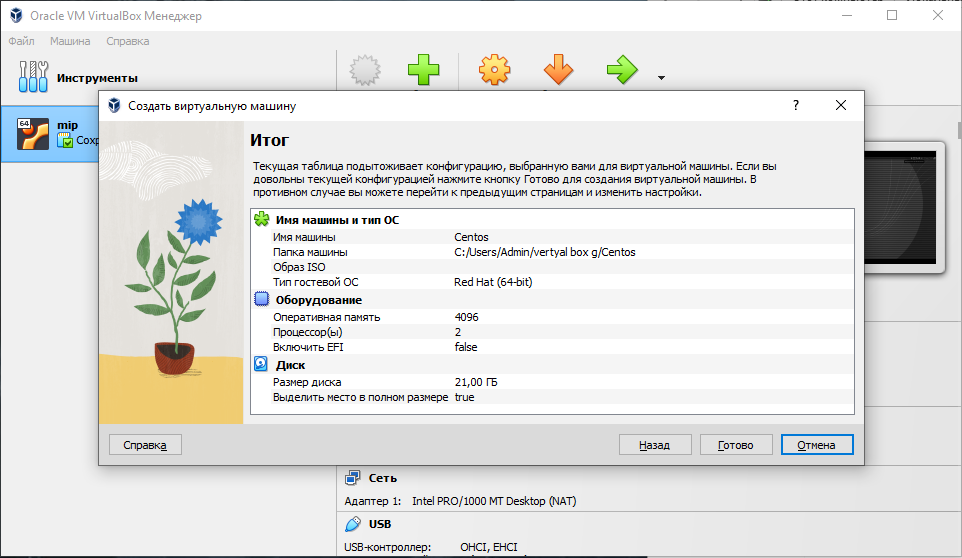 Oracle VM VirtualBox Менеджер
Файл Машина Справка
Инструменты
Создать виртуальную машину ?
64 mip
Сохр
Итог
Текущая таблица подытоживает конфигурацию, выбранную вами для виртуальной машины. Если вы
довольны текущей конфигурацией нажмите кнопку Готово для создания виртуальной машины. В
противном случае вы можете перейти к предыдущим страницам и изменить настройки.
Имя машины и тип ОС
Имя машины Centos
Папка машины C:/Users/Admin/vertyal box g/Centos
Образ ISO
Тип гостевой ОС Red Hat (64-bit)
Оборудование
Оперативная память 4096
Процессор(ы) 2
Включить EFI false
Диск
Размер диска 21,00 ГБ
Выделить место в полном размере true
Справка Назад Готово Отмена
Сеть
Адаптер 1: Intel PRO/1000 MT Desktop (NAT)
USB
USB-контроллер: OHCI, EHCI